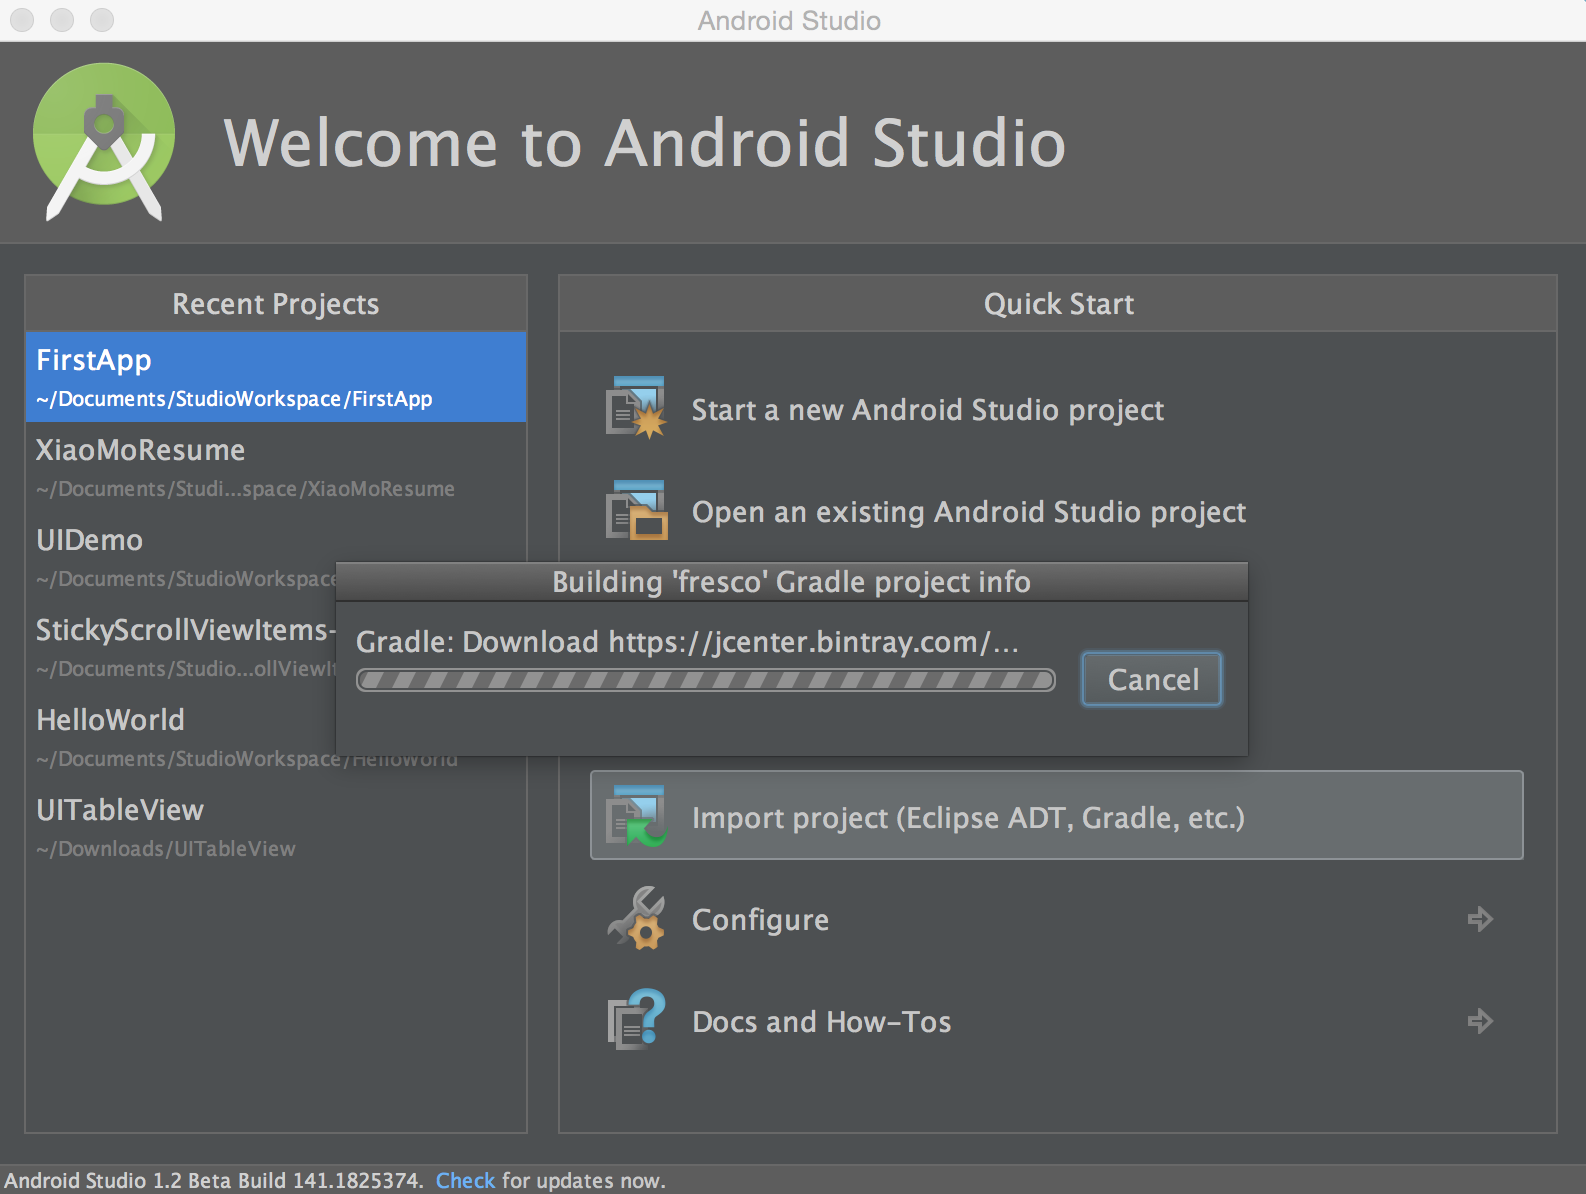 Android Studio
Welcome to Android Studio
Recent Projects
FirstApp
~/Documents/StudioWorkspace/FirstApp
XiaoMoResume
~/Documents/Studi...space/XiaoMoResume
UIDemo
~/Documents/StudioWorkspace
StickyScrollViewItems-
~/Documents/Studio...ollViewIt
HelloWorld
~/Documents/StudioWorkspace/HelloWorld
UITableView
~/Downloads/UITableView
Quick Start
Start a new Android Studio project
Open an existing Android Studio project
Building 'fresco' Gradle project info
Gradle: Download https://jcenter.bintray.com/...
Cancel
Import project (Eclipse ADT, Gradle, etc.)
Configure
Docs and How-Tos
Android Studio 1.2 Beta Build 141.1825374. Check for updates now.